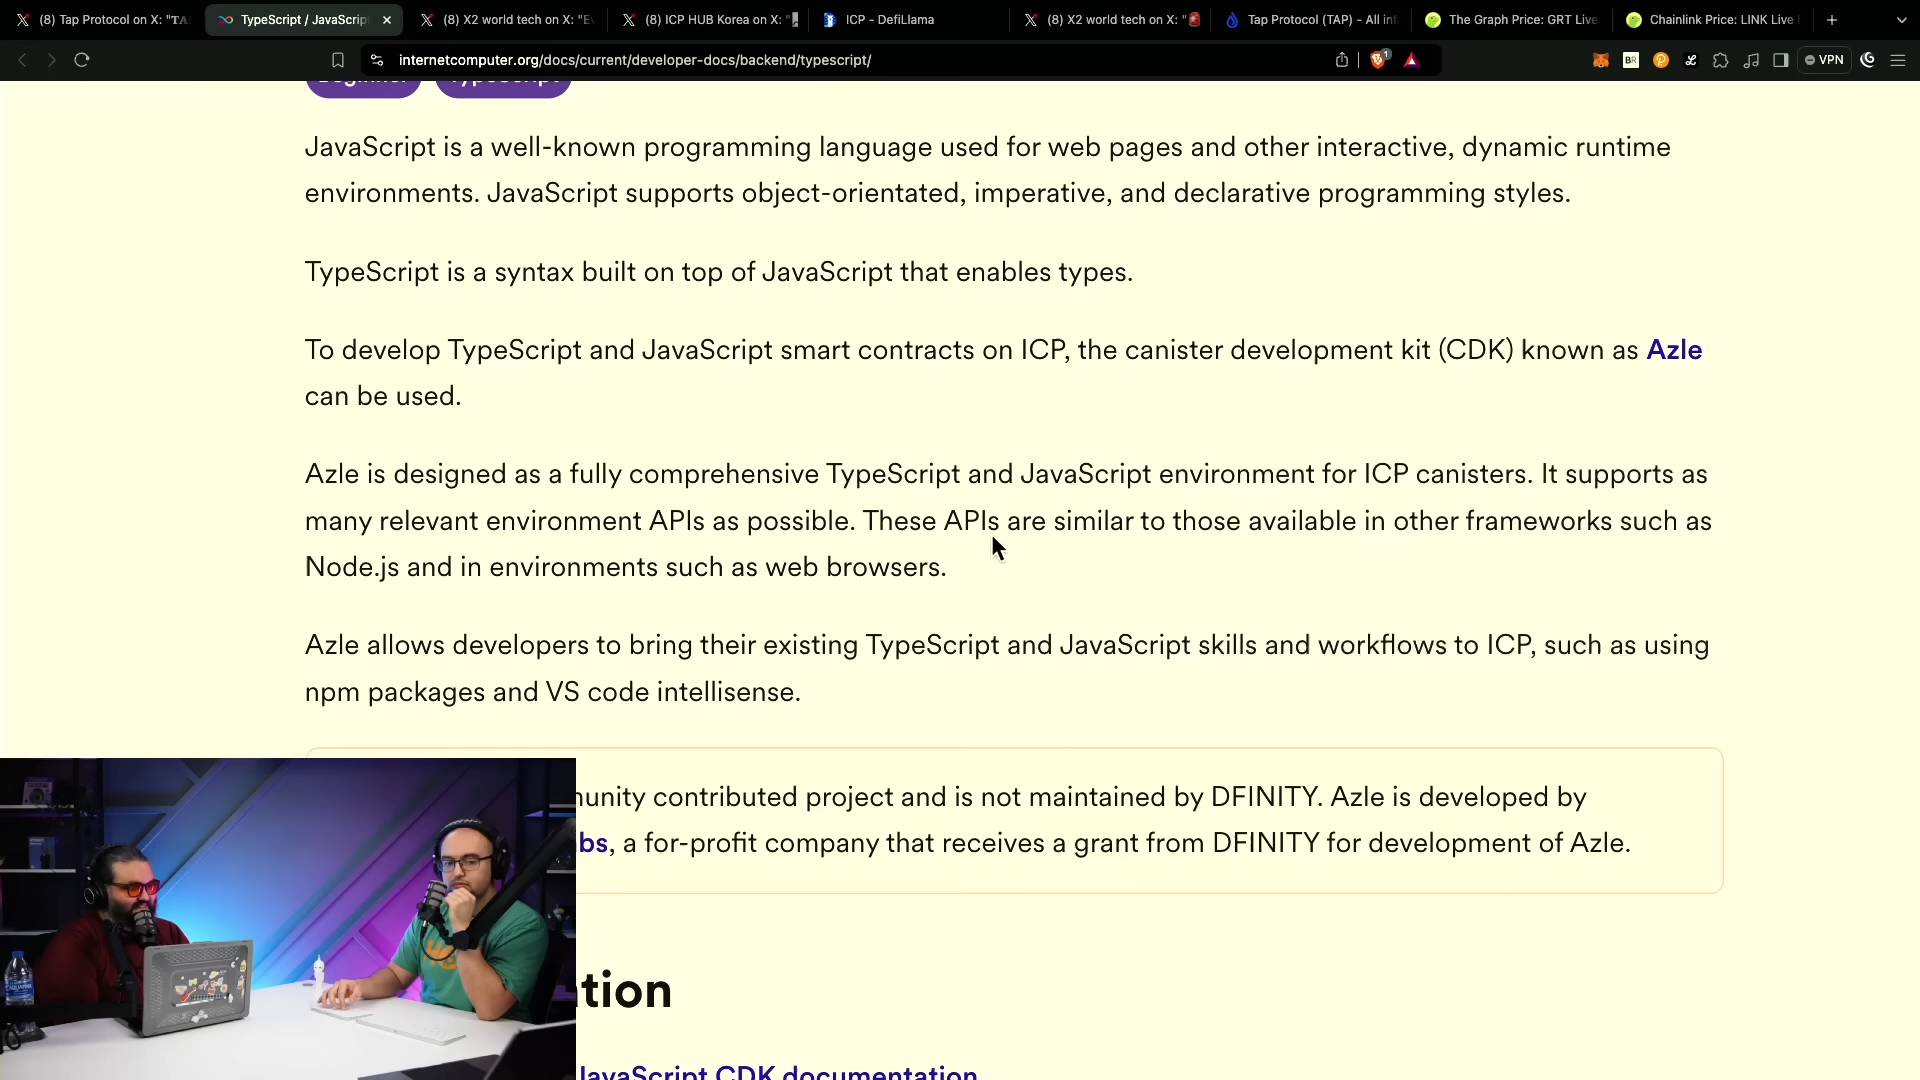 (8) Tap Protocol on X: "TA
TypeScript / JavaScrip
(8) X2 world tech on X: "Ev
(8) ICP HUB Korea on X: "
ICP - DefiLlama
(8) X2 world tech on X: "
Tap Protocol (TAP) - All inf
The Graph Price: GRT Live
Chainlink Price: LINK Live
internetcomputer.org/docs/current/developer-docs/backend/typescript/
1
BR
VPN
JavaScript is a well-known programming language used for web pages and other interactive, dynamic runtime
environments. JavaScript supports object-orientated, imperative, and declarative programming styles.
TypeScript is a syntax built on top of JavaScript that enables types.
To develop TypeScript and JavaScript smart contracts on ICP, the canister development kit (CDK) known as Azle
can be used.
Azle is designed as a fully comprehensive TypeScript and JavaScript environment for ICP canisters. It supports as
many relevant environment APIs as possible. These APIs are similar to those available in other frameworks such as
Node.js and in environments such as web browsers.
Azle allows developers to bring their existing TypeScript and JavaScript skills and workflows to ICP, such as using
npm packages and VS code intellisense.
munity contributed project and is not maintained by DFINITY. Azle is developed by
bs, a for-profit company that receives a grant from DFINITY for development of Azle.
tion
JavaScript CDK documentation